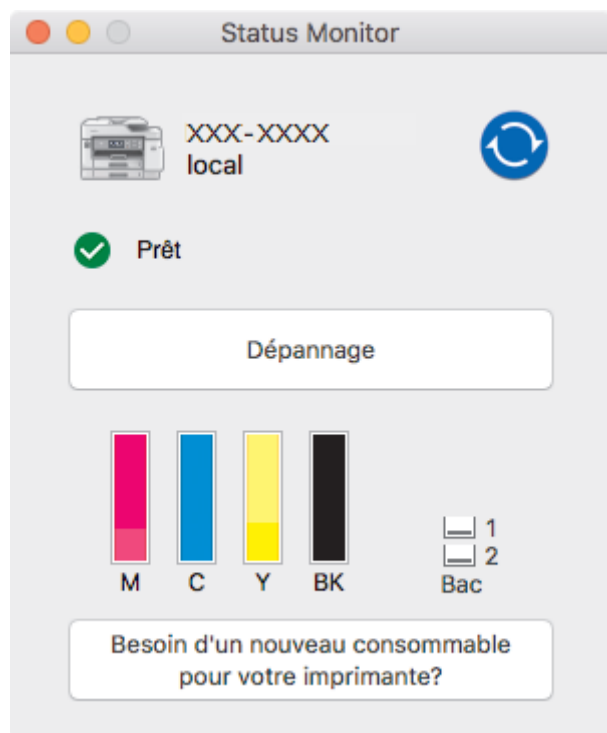 Status Monitor
XXX-XXXX
local
Prêt
Dépannage
M C Y BK
1
2
Bac
Besoin d'un nouveau consommable
pour votre imprimante?